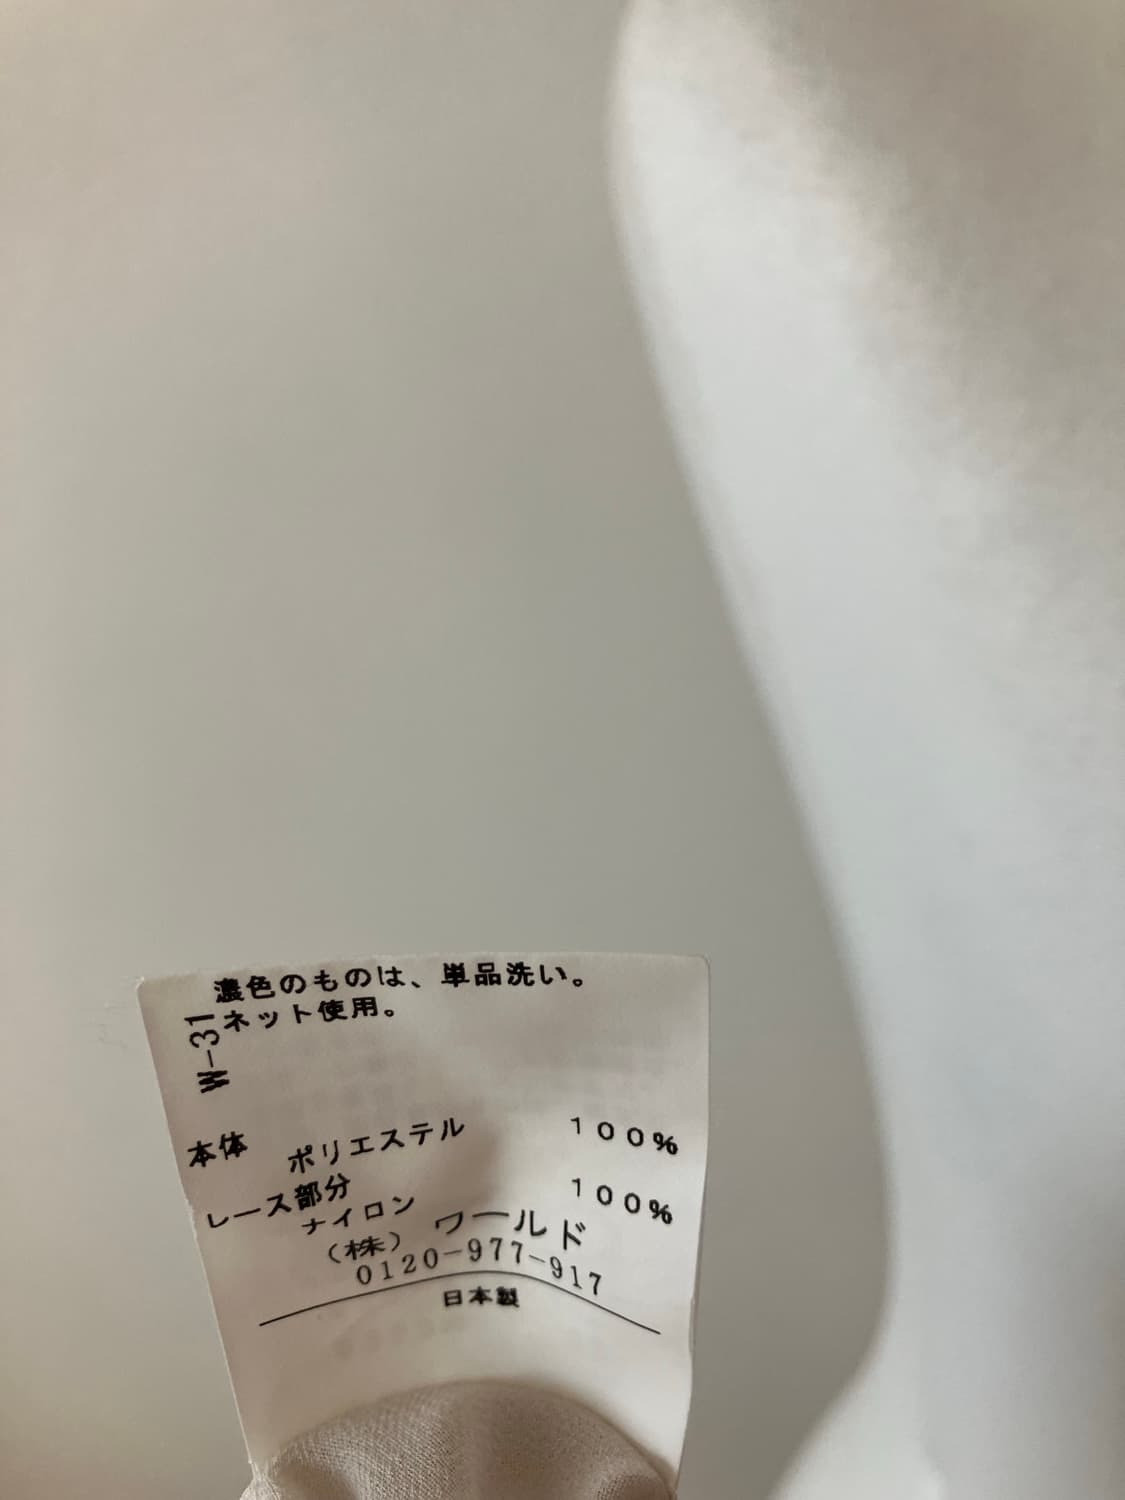 濃色のものは、単品洗い。
ネット使用。
W-31
本体
ポリエステル 100%
レース部分
ナイロン 100%
(株) ワールド
0120-977-917
日本製